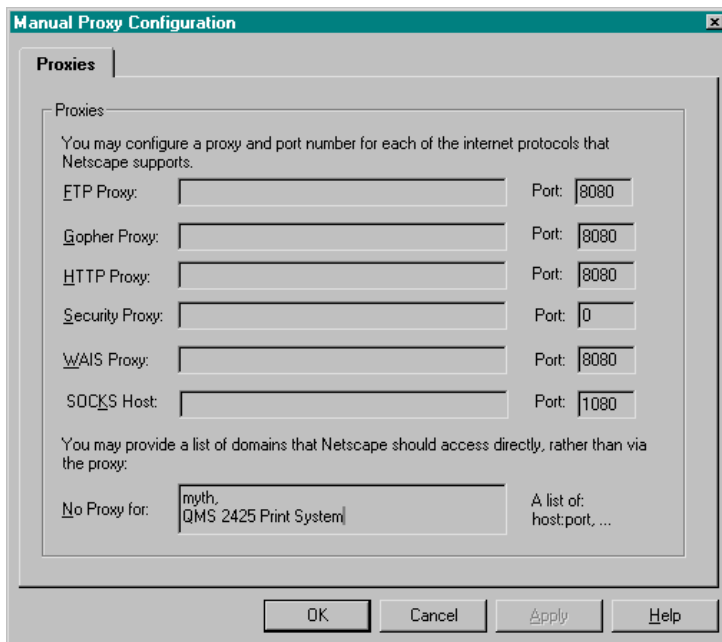 Manual Proxy Configuration
Proxies
Proxies
You may configure a proxy and port number for each of the internet protocols that
Netscape supports.
FTP Proxy: Port: 8080
Gopher Proxy: Port: 8080
HTTP Proxy: Port: 8080
Security Proxy: Port: 0
WAIS Proxy: Port: 8080
SOCKS Host: Port: 1080
You may provide a list of domains that Netscape should access directly, rather than via
the proxy:
No Proxy for:
myth,
QMS 2425 Print System
A list of:
host:port, ...
OK Cancel Apply Help